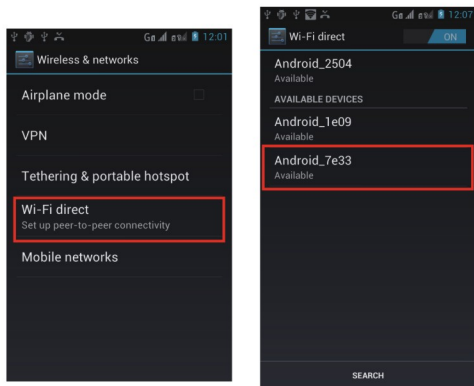 12:01
Wireless & networks
Airplane mode
VPN
Tethering & portable hotspot
Wi-Fi direct
Set up peer-to-peer connectivity
Mobile networks
12:07
Wi-Fi direct
ON
Android_2504
Available
AVAILABLE DEVICES
Android_1e09
Available
Android_7e33
Available
SEARCH